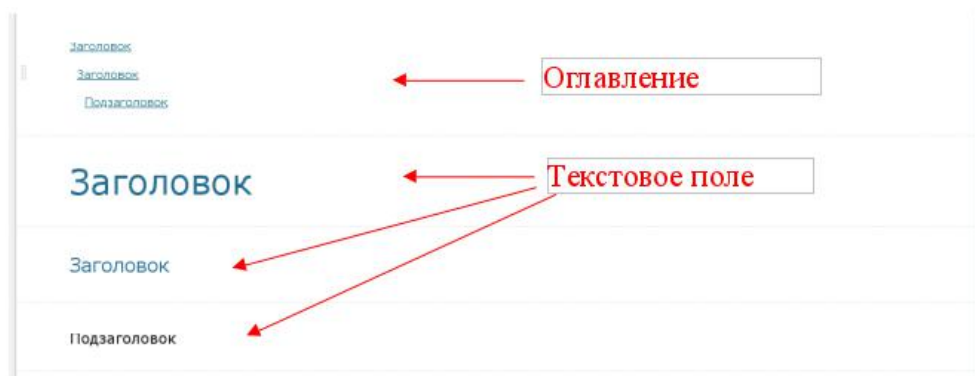 Заголовок
Заголовок
Подзаголовок
Оглавление
Заголовок
Текстовое поле
Заголовок
Подзаголовок